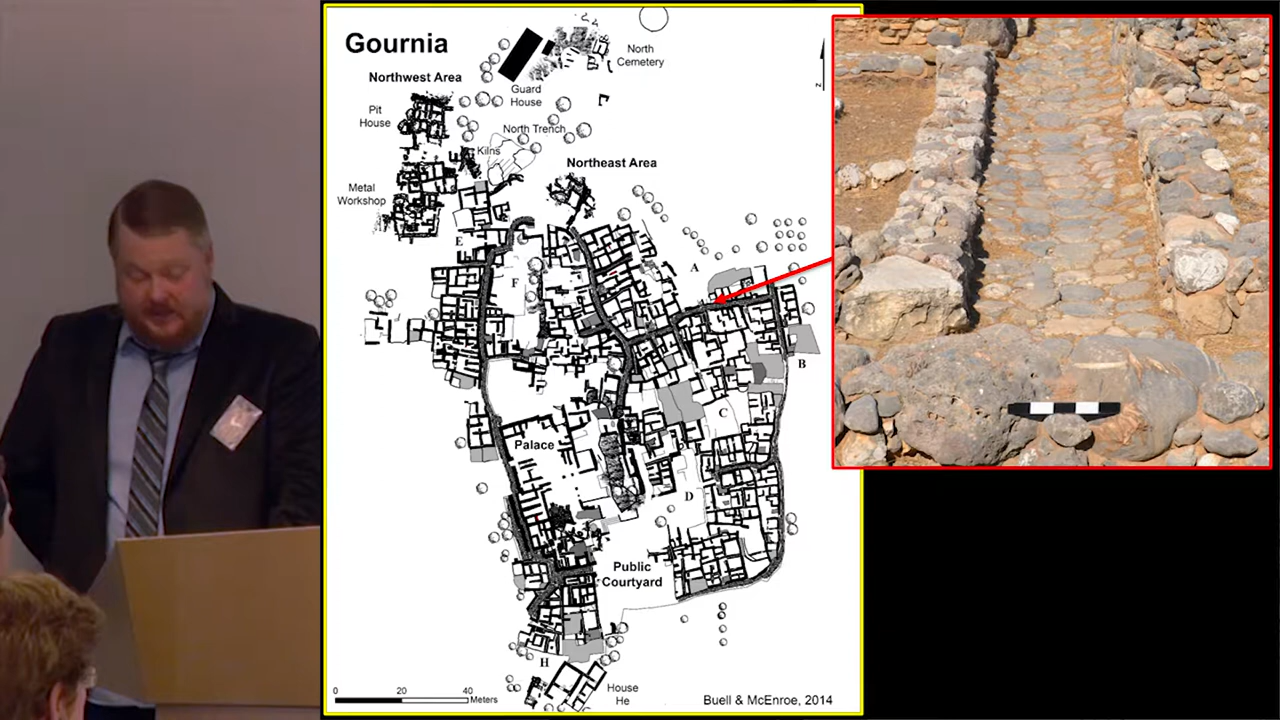 Gournia
Northwest Area
Pit
House
Guard
House
North
Cemetery
N
North Trench
Kilns
Northeast Area
Metal
Workshop
E
F
A
B
C
Palace
D
Public
Courtyard
H
House
He
0 20 40
Meters
Buell & McEnroe, 2014